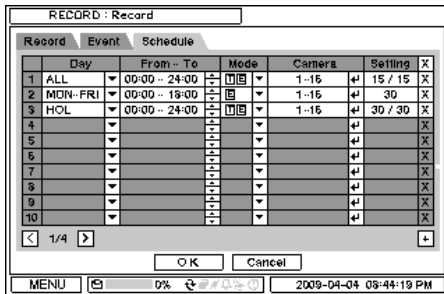 RECORD : Record
Record Event Schedule
Day From ~ To Mode Camera Setting X
1 ALL 00:00 ~ 24:00 T E 1~16 15 / 15 X
2 MON~FRI 00:00 ~ 18:00 E 1~16 30 X
3 HOL 00:00 ~ 24:00 T E 1~16 30 / 30 X
4 X
5 X
6 X
7 X
8 X
9 X
10 X
< 1/4 > +
OK Cancel
MENU 0% 2009-04-04 08:44:19 PM